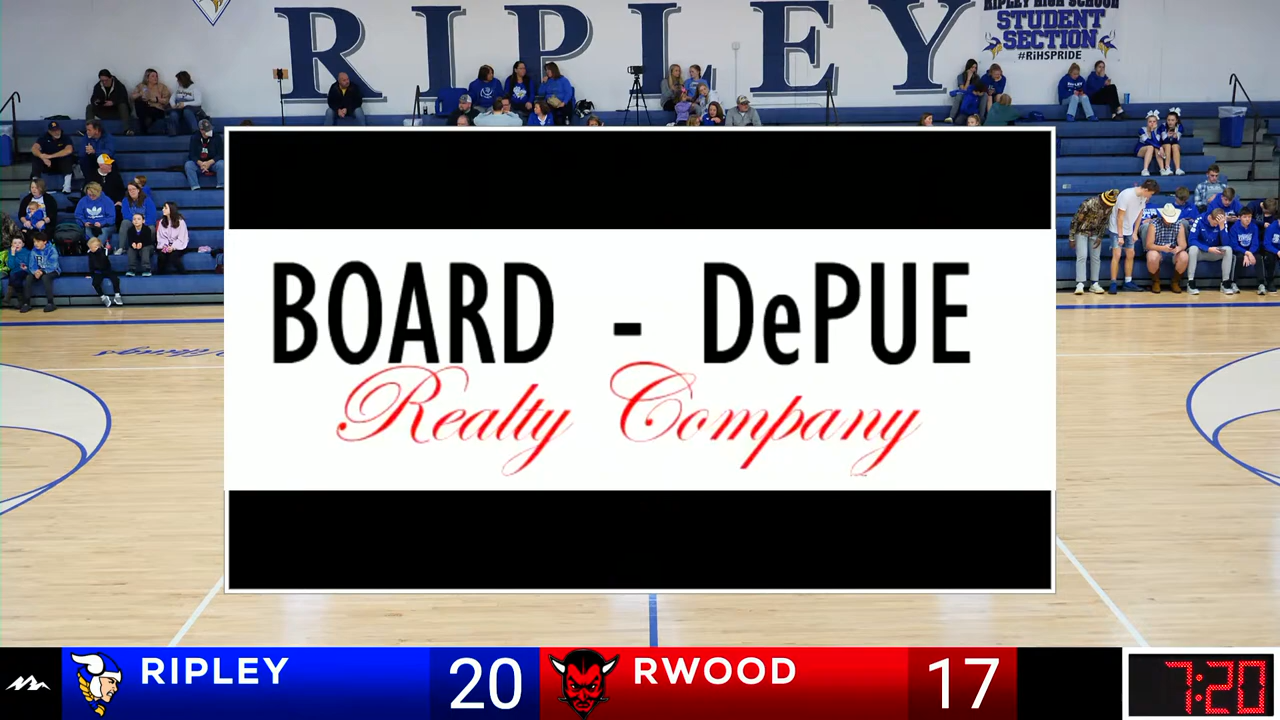 RIPLEY
RIPLEY HIGH SCHOOL
STUDENT
SECTION
#RiHSPRIDE
BOARD - DePUE
Realty Company
RIPLEY 20 RWOOD 17 7:20